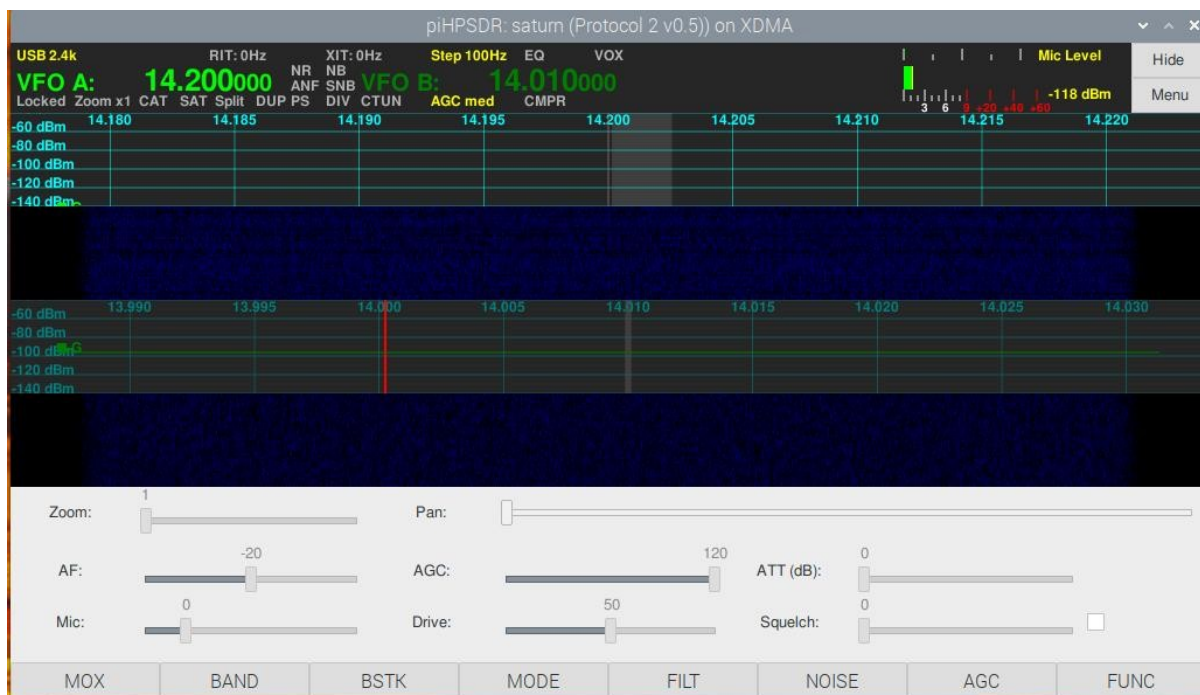 piHPSDR: saturn (Protocol 2 v0.5)) on XDMA
USB 2.4k RIT: 0Hz XIT: 0Hz Step 100Hz EQ VOX Mic Level Hide
VFO A: 14.200000 NR NB VFO B: 14.010000
ANF SNB
Locked Zoom x1 CAT SAT Split DUP PS DIV CTUN AGC med CMPR -118 dBm Menu
3 6 9 +20 +40 +60
14.180 14.185 14.190 14.195 14.200 14.205 14.210 14.215 14.220
-60 dBm
-80 dBm
-100 dBm
-120 dBm
-140 dBm
13.990 13.995 14.000 14.005 14.010 14.015 14.020 14.025 14.030
-60 dBm
-80 dBm
-100 dBm
-G
-120 dBm
-140 dBm
Zoom: 1 Pan:
AF: -20 AGC: 120 ATT (dB): 0
Mic: 0 Drive: 50 Squelch: 0
MOX BAND BSTK MODE FILT NOISE AGC FUNC